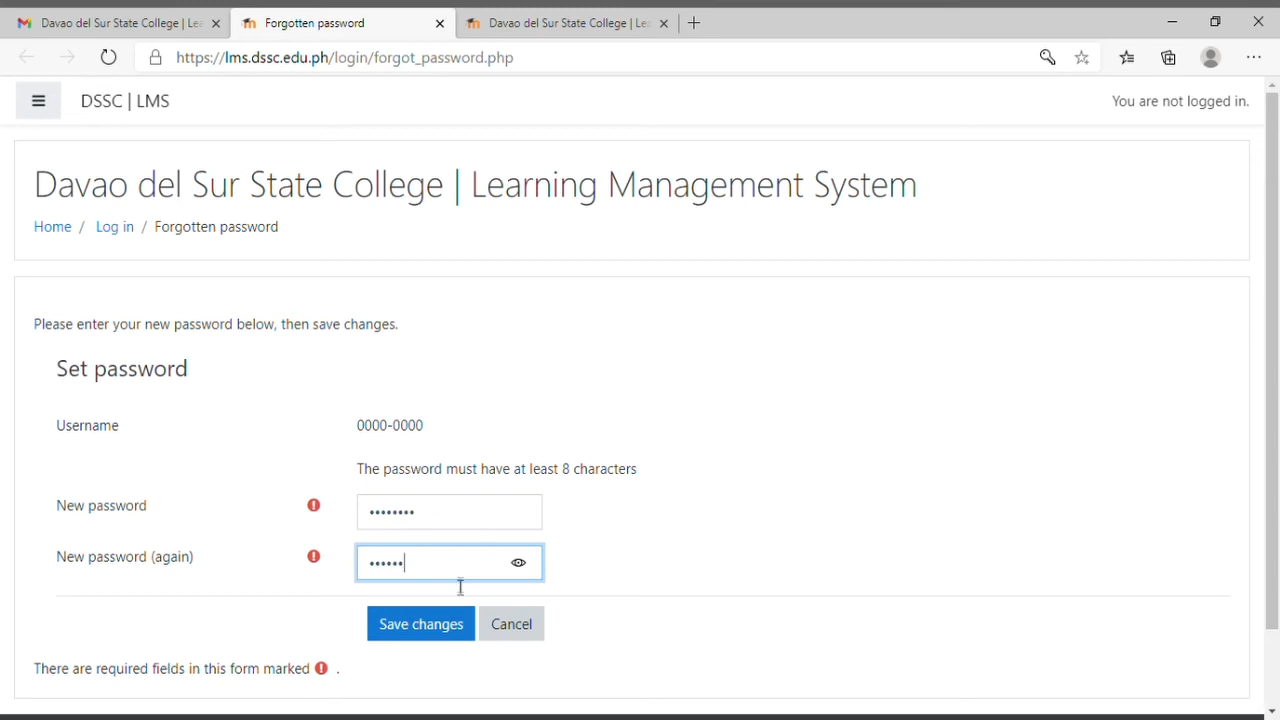 Davao del Sur State College | Le
Forgotten password
Davao del Sur State College | Le
https://lms.dssc.edu.ph/login/forgot_password.php
DSSC | LMS
You are not logged in.
Davao del Sur State College | Learning Management System
Home / Log in / Forgotten password
Please enter your new password below, then save changes.
Set password
Username 0000-0000
The password must have at least 8 characters
New password ••••••••
New password (again) ••••••
Save changes Cancel
There are required fields in this form marked .